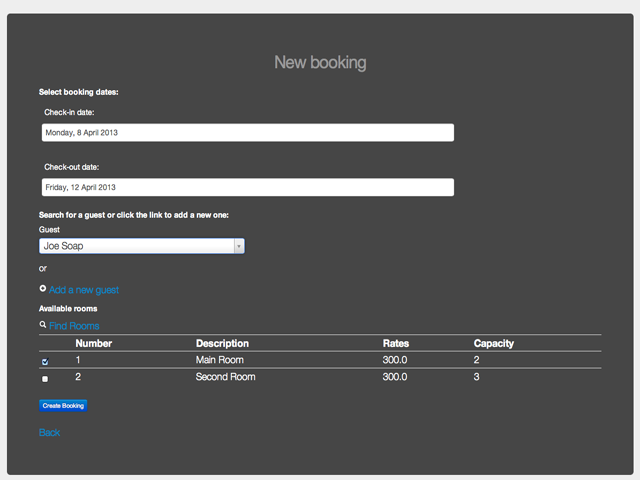 New booking
Select booking dates:
Check-in date:
Monday, 8 April 2013
Check-out date:
Friday, 12 April 2013
Search for a guest or click the link to add a new one:
Guest
Joe Soap
or
Add a new guest
Available rooms
Find Rooms
Number Description Rates Capacity
1 Main Room 300.0 2
2 Second Room 300.0 3
Create Booking
Back